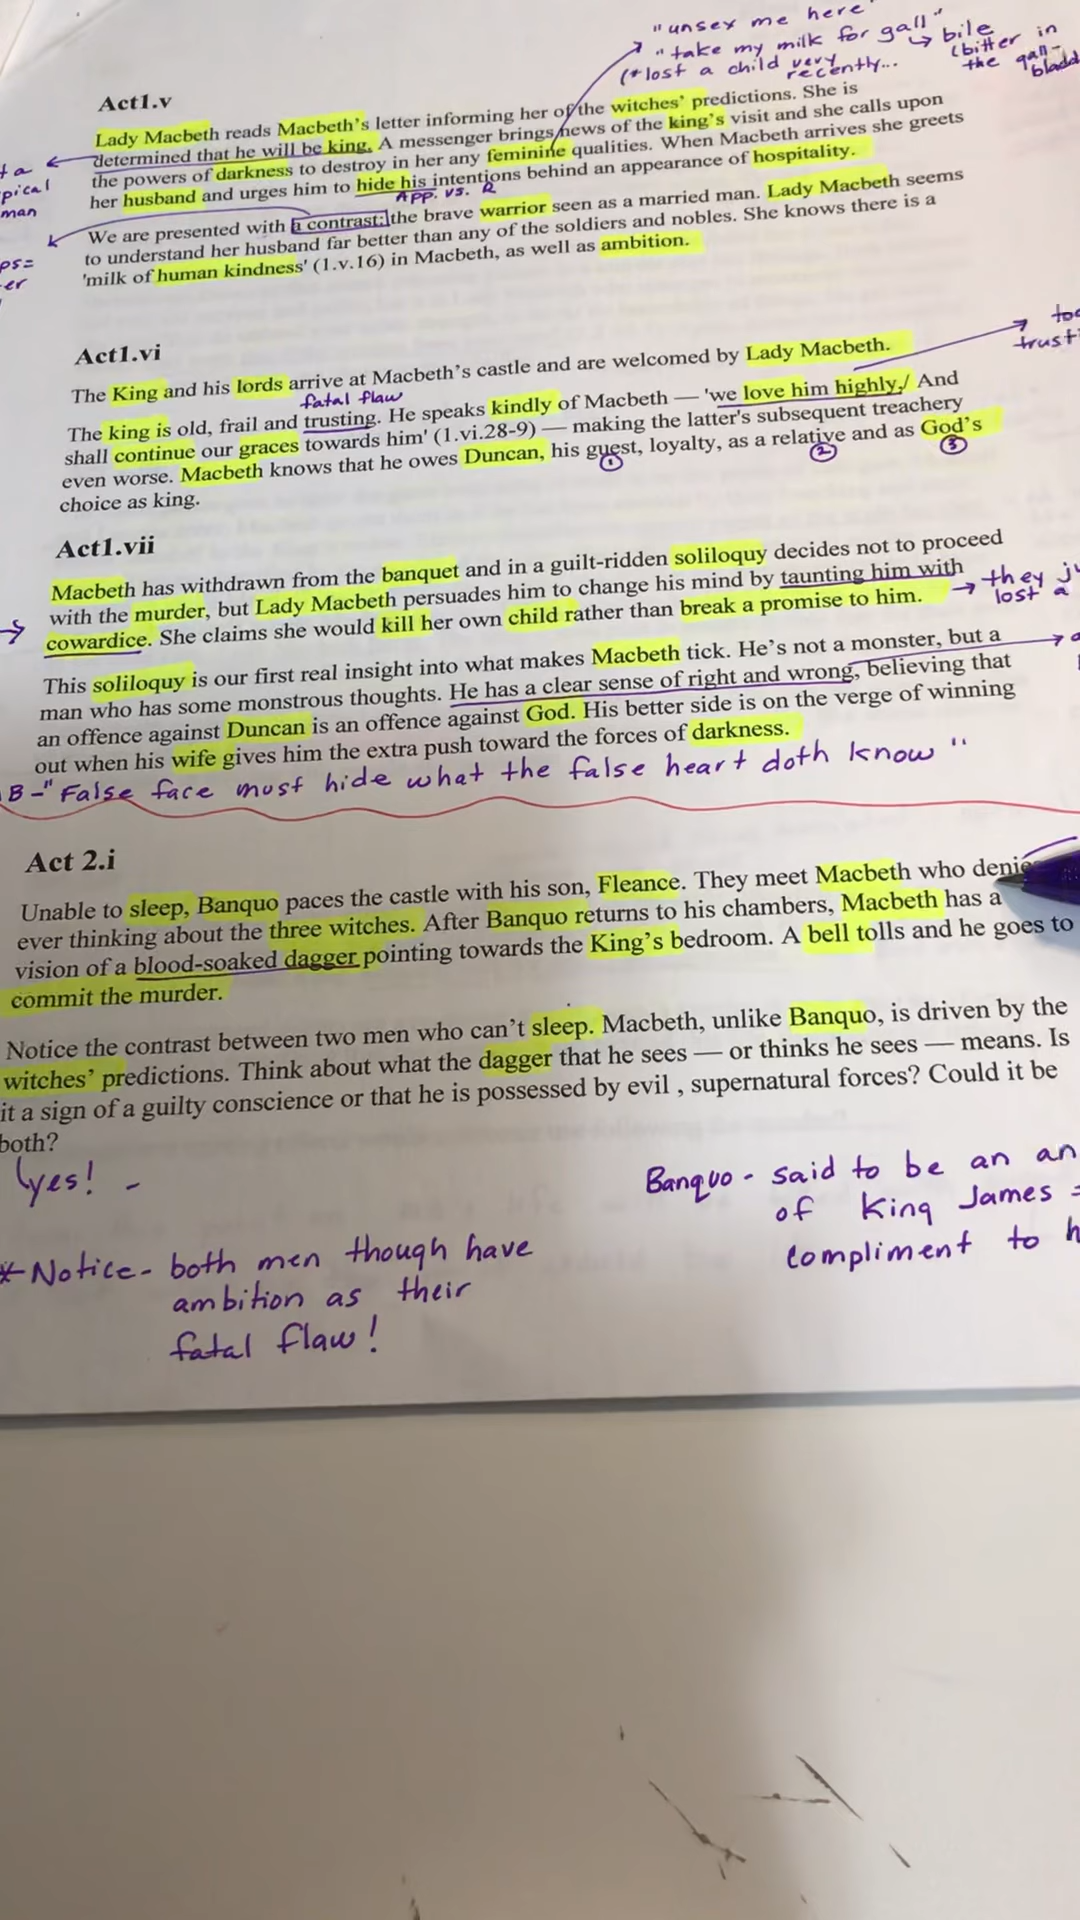 "unsex me here"
"take my milk for gall"
↳ bile
(bitter in
the gall-
bladd
(*lost a child very
recently...
Act1.v
Lady Macbeth reads Macbeth's letter informing her of the witches' predictions. She is
determined that he will be king. A messenger brings news of the king's visit and she calls upon
the powers of darkness to destroy in her any feminine qualities. When Macbeth arrives she greets
her husband and urges him to hide his intentions behind an appearance of hospitality.
ta
pical
man
App. vs. R
We are presented with a contrast: the brave warrior seen as a married man. Lady Macbeth seems
to understand her husband far better than any of the soldiers and nobles. She knows there is a
'milk of human kindness' (1.v.16) in Macbeth, as well as ambition.
ps=
er
Act1.vi
The King and his lords arrive at Macbeth's castle and are welcomed by Lady Macbeth.
→ too
trusti
fatal flaw
The king is old, frail and trusting. He speaks kindly of Macbeth — 'we love him highly,/ And
shall continue our graces towards him' (1.vi.28-9) — making the latter's subsequent treachery
even worse. Macbeth knows that he owes Duncan, his guest, loyalty, as a relative and as God's
① ② ③
choice as king.
Act1.vii
Macbeth has withdrawn from the banquet and in a guilt-ridden soliloquy decides not to proceed
with the murder, but Lady Macbeth persuades him to change his mind by taunting him with
cowardice. She claims she would kill her own child rather than break a promise to him.
→ they ju
lost a
This soliloquy is our first real insight into what makes Macbeth tick. He's not a monster, but a
man who has some monstrous thoughts. He has a clear sense of right and wrong, believing that
an offence against Duncan is an offence against God. His better side is on the verge of winning
out when his wife gives him the extra push toward the forces of darkness.
B-"False face must hide what the false heart doth know"
Act 2.i
Unable to sleep, Banquo paces the castle with his son, Fleance. They meet Macbeth who denies
ever thinking about the three witches. After Banquo returns to his chambers, Macbeth has a
vision of a blood-soaked dagger pointing towards the King's bedroom. A bell tolls and he goes to
commit the murder.
Notice the contrast between two men who can't sleep. Macbeth, unlike Banquo, is driven by the
witches' predictions. Think about what the dagger that he sees — or thinks he sees — means. Is
it a sign of a guilty conscience or that he is possessed by evil , supernatural forces? Could it be
both?
yes! -
Banquo - said to be an an
of King James =
compliment to h
*Notice- both men though have
ambition as their
fatal flaw!